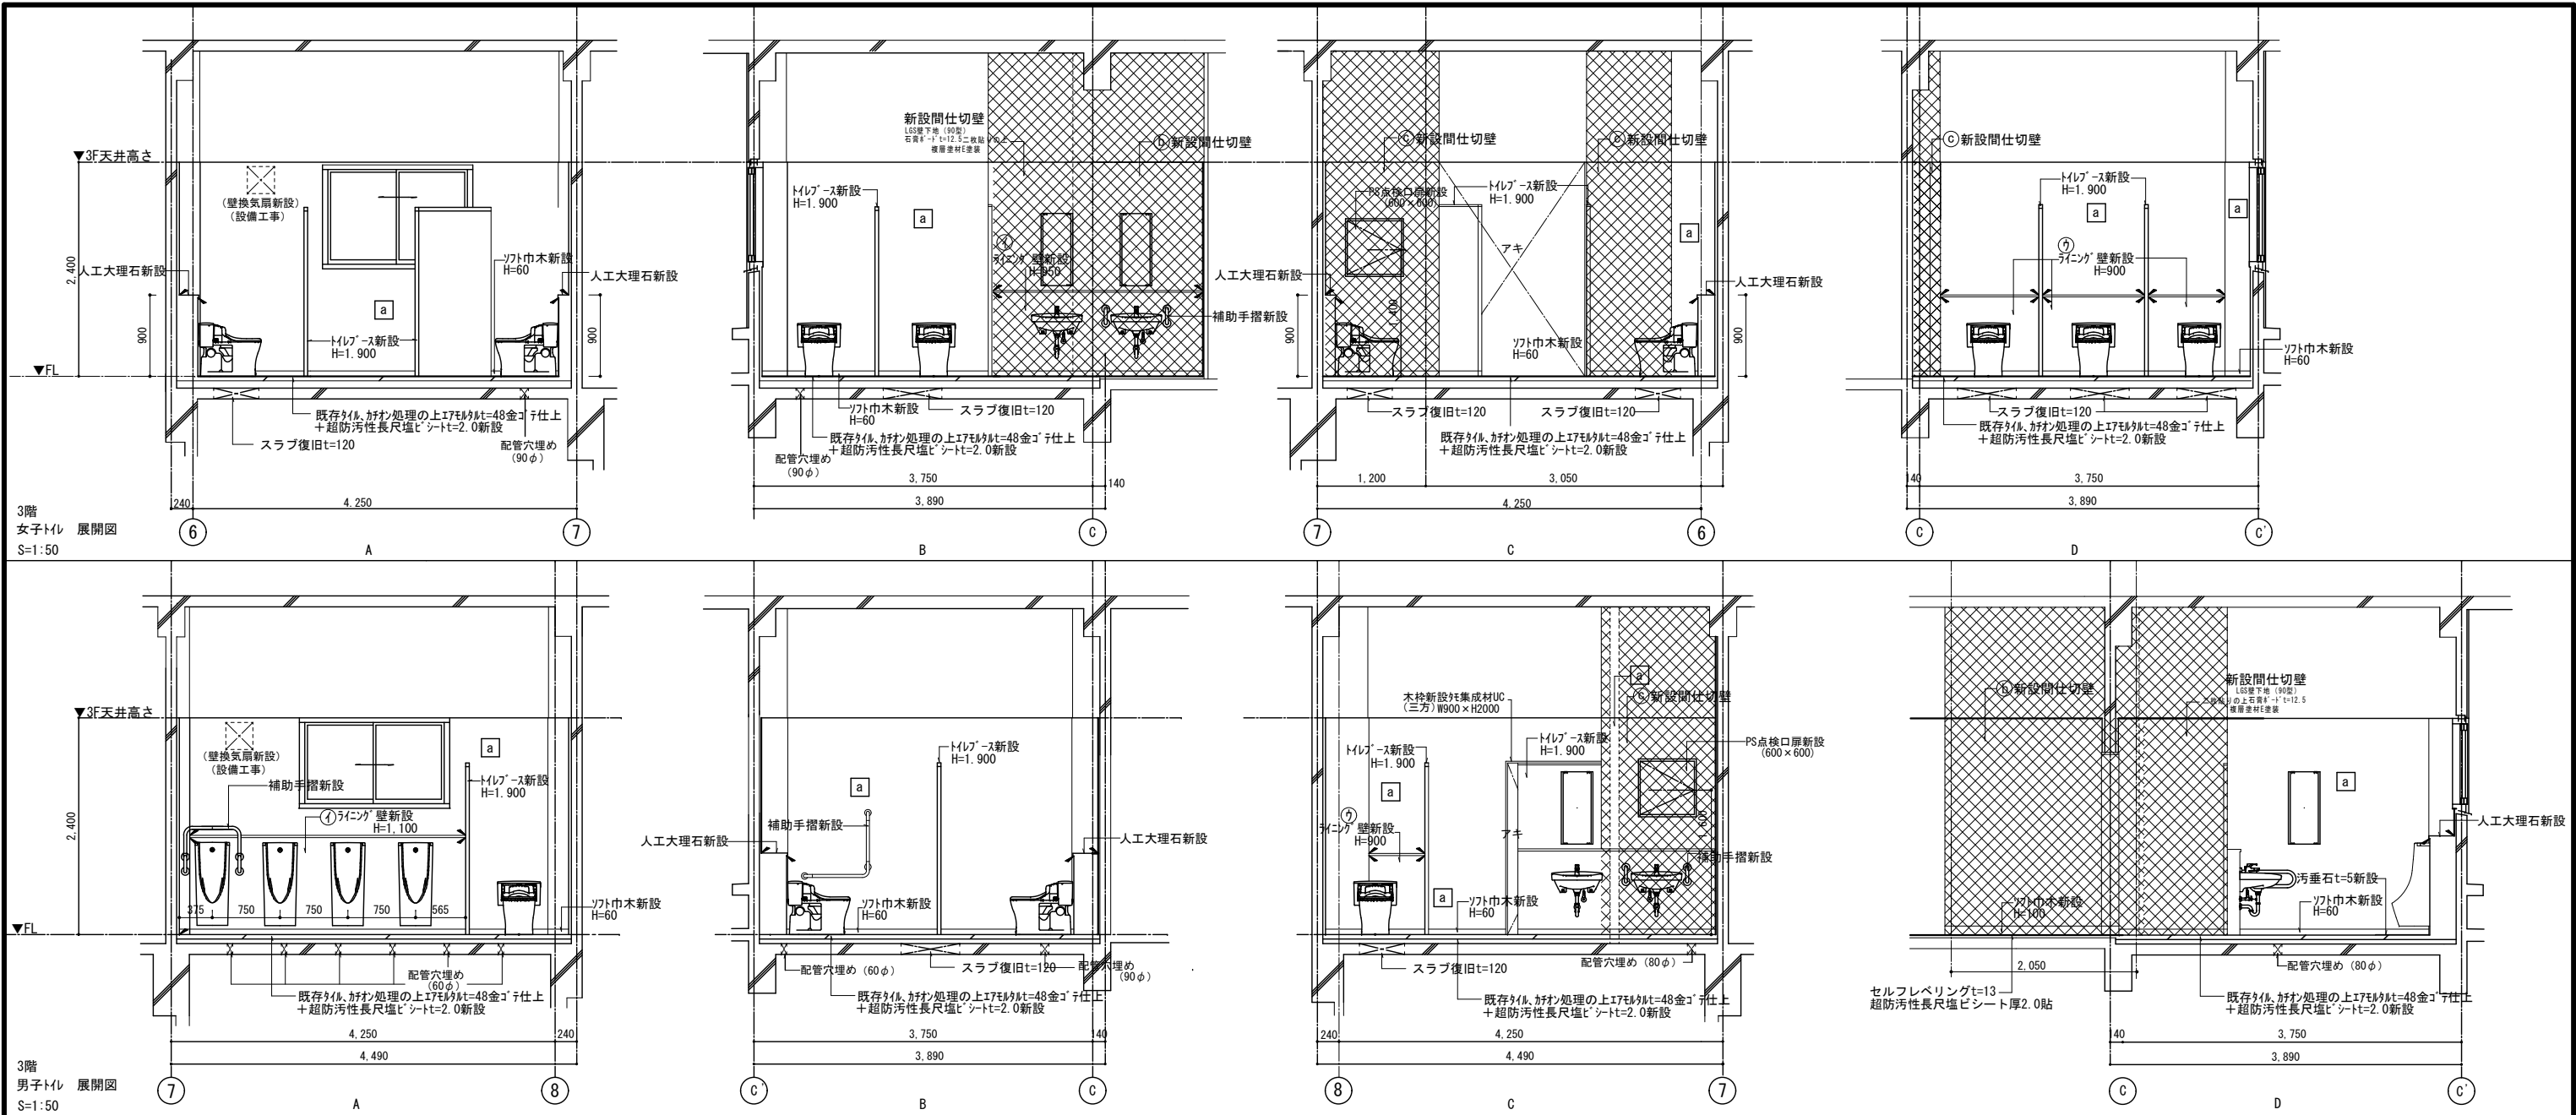 ▼3F天井高さ
(壁換気扇新設)
(設備工事)
2,400
人工大理石新設
900
a
トイレブース新設
H=1.900
ソフト巾木新設
H=60
人工大理石新設
900
▼FL
既存タイル、カチオン処理の上エアモルタルt=48金ゴテ仕上
+超防汚性長尺塩ビシートt=2.0新設
スラブ復旧t=120
配管穴埋め
(90φ)
240
4.250
3階
女子トイレ 展開図
S=1:50
6
7
A
新設間仕切壁
LGS壁下地 (90型)
石膏ボードt=12.5二枚貼りの上
複層塗材E塗装
ⓑ新設間仕切壁
トイレブース新設
H=1.900
a
イ
ライニング壁新設
H=950
補助手摺新設
ソフト巾木新設
H=60
スラブ復旧t=120
既存タイル、カチオン処理の上エアモルタルt=48金ゴテ仕上
+超防汚性長尺塩ビシートt=2.0新設
配管穴埋め
(90φ)
3,750
140
3,890
C
B
ⓒ新設間仕切壁
ⓒ新設間仕切壁
PS点検口扉新設
(600×600)
トイレブース新設
H=1.900
アキ
a
人工大理石新設
人工大理石新設
900
1,400
ソフト巾木新設
H=60
900
スラブ復旧t=120
スラブ復旧t=120
既存タイル、カチオン処理の上エアモルタルt=48金ゴテ仕上
+超防汚性長尺塩ビシートt=2.0新設
1,200
3,050
4,250
7
6
C
ⓒ新設間仕切壁
トイレブース新設
H=1.900
a
a
ウ
ライニング壁新設
H=900
ソフト巾木新設
H=60
スラブ復旧t=120
既存タイル、カチオン処理の上エアモルタルt=48金ゴテ仕上
+超防汚性長尺塩ビシートt=2.0新設
140
3,750
3,890
C
C'
D
▼3F天井高さ
(壁換気扇新設)
(設備工事)
補助手摺新設
a
トイレブース新設
H=1.900
イ ライニング壁新設
H=1,100
2,400
375
750
750
750
565
ソフト巾木新設
H=60
▼FL
配管穴埋め
(60φ)
既存タイル、カチオン処理の上エアモルタルt=48金ゴテ仕上
+超防汚性長尺塩ビシートt=2.0新設
4,250
240
4,490
3階
男子トイレ 展開図
S=1:50
7
8
A
トイレブース新設
H=1.900
a
補助手摺新設
人工大理石新設
人工大理石新設
ソフト巾木新設
H=60
配管穴埋め (60φ)
スラブ復旧t=120
配管穴埋め
(90φ)
既存タイル、カチオン処理の上エアモルタルt=48金ゴテ仕上
+超防汚性長尺塩ビシートt=2.0新設
3,750
140
3,890
C'
C
B
木枠新設タモ集成材UC
(三方)W900×H2000
a
ⓒ新設間仕切壁
トイレブース新設
H=1.900
トイレブース新設
H=1.900
PS点検口扉新設
(600×600)
a
ウ
ライニング壁新設
H=900
アキ
1,600
補助手摺新設
a
ソフト巾木新設
H=60
スラブ復旧t=120
配管穴埋め (80φ)
既存タイル、カチオン処理の上エアモルタルt=48金ゴテ仕上
+超防汚性長尺塩ビシートt=2.0新設
240
4,250
4,490
8
7
C
ⓑ新設間仕切壁
新設間仕切壁
LGS壁下地 (90型)
二枚貼りの上石膏ボードt=12.5
複層塗材E塗装
a
人工大理石新設
汚垂石t=5新設
ソフト巾木新設
H=100
ソフト巾木新設
H=60
2,050
配管穴埋め (80φ)
セルフレベリングt=13
超防汚性長尺塩ビシート厚2.0貼
既存タイル、カチオン処理の上エアモルタルt=48金ゴテ仕上
+超防汚性長尺塩ビシートt=2.0新設
140
3,750
3,890
C
C'
D